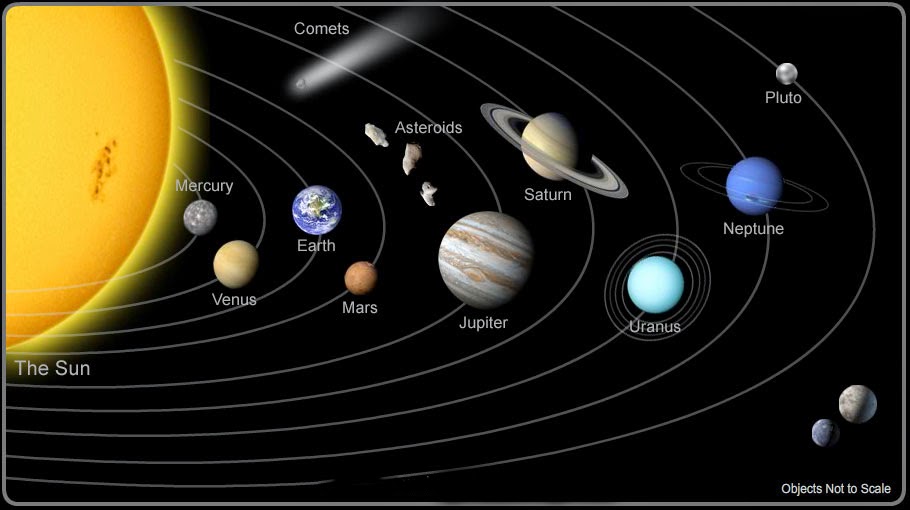 Comets
Pluto
Asteroids
Mercury
Saturn
Neptune
Earth
Venus
Mars
Jupiter
Uranus
The Sun
Objects Not to Scale